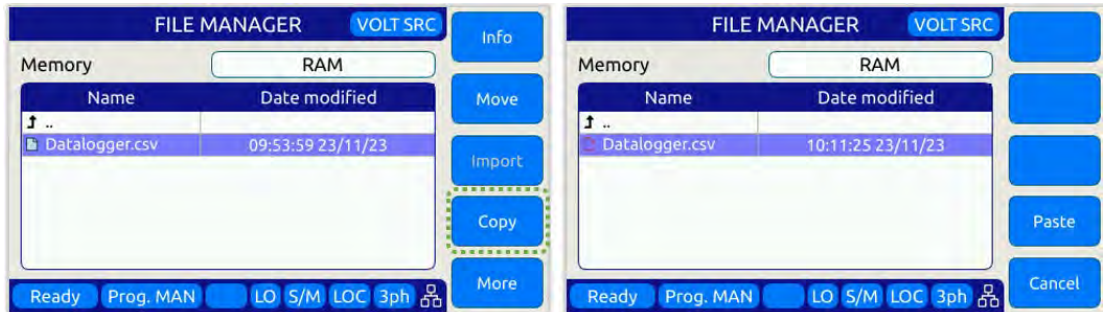 FILE MANAGER VOLT SRC
Info
Memory RAM
Name Date modified
Move
..
Datalogger.csv 09:53:59 23/11/23
Import
Copy
More
Ready Prog. MAN LO S/M LOC 3ph
FILE MANAGER VOLT SRC
Memory RAM
Name Date modified
..
Datalogger.csv 10:11:25 23/11/23
Paste
Cancel
Ready Prog. MAN LO S/M LOC 3ph